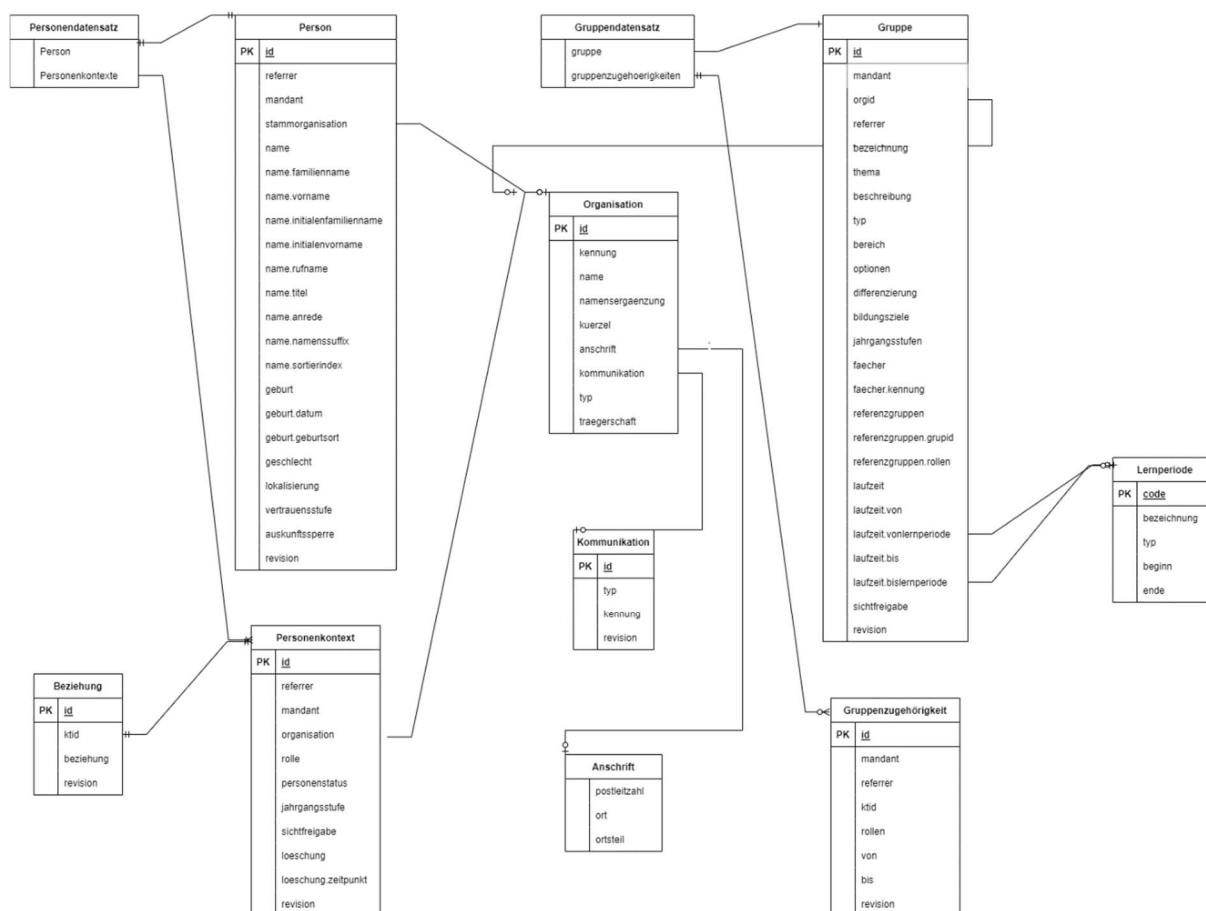 Personendatensatz
Person
Personenkontexte
Person
PK id
referrer
mandant
stammorganisation
name
name.familienname
name.vorname
name.initialenfamilienname
name.initialenvorname
name.rufname
name.titel
name.anrede
name.namenssuffix
name.sortierindex
geburt
geburt.datum
geburt.geburtsort
geschlecht
lokalisierung
vertrauensstufe
auskunftssperre
revision
Gruppendatensatz
gruppe
gruppenzugehoerigkeiten
Gruppe
PK id
mandant
orgid
referrer
bezeichnung
thema
beschreibung
typ
bereich
optionen
differenzierung
bildungsziele
jahrgangsstufen
faecher
faecher.kennung
referenzgruppen
referenzgruppen.grupid
referenzgruppen.rollen
laufzeit
laufzeit.von
laufzeit.vonlernperiode
laufzeit.bis
laufzeit.bislernperiode
sichtfreigabe
revision
Organisation
PK id
kennung
name
namensergaenzung
kuerzel
anschrift
kommunikation
typ
traegerschaft
Lernperiode
PK code
bezeichnung
typ
beginn
ende
Kommunikation
PK id
typ
kennung
revision
Personenkontext
PK id
referrer
mandant
organisation
rolle
personenstatus
jahrgangsstufe
sichtfreigabe
loeschung
loeschung.zeitpunkt
revision
Beziehung
PK id
ktid
beziehung
revision
Anschrift
postleitzahl
ort
ortsteil
Gruppenzugehörigkeit
PK id
mandant
referrer
ktid
rollen
von
bis
revision